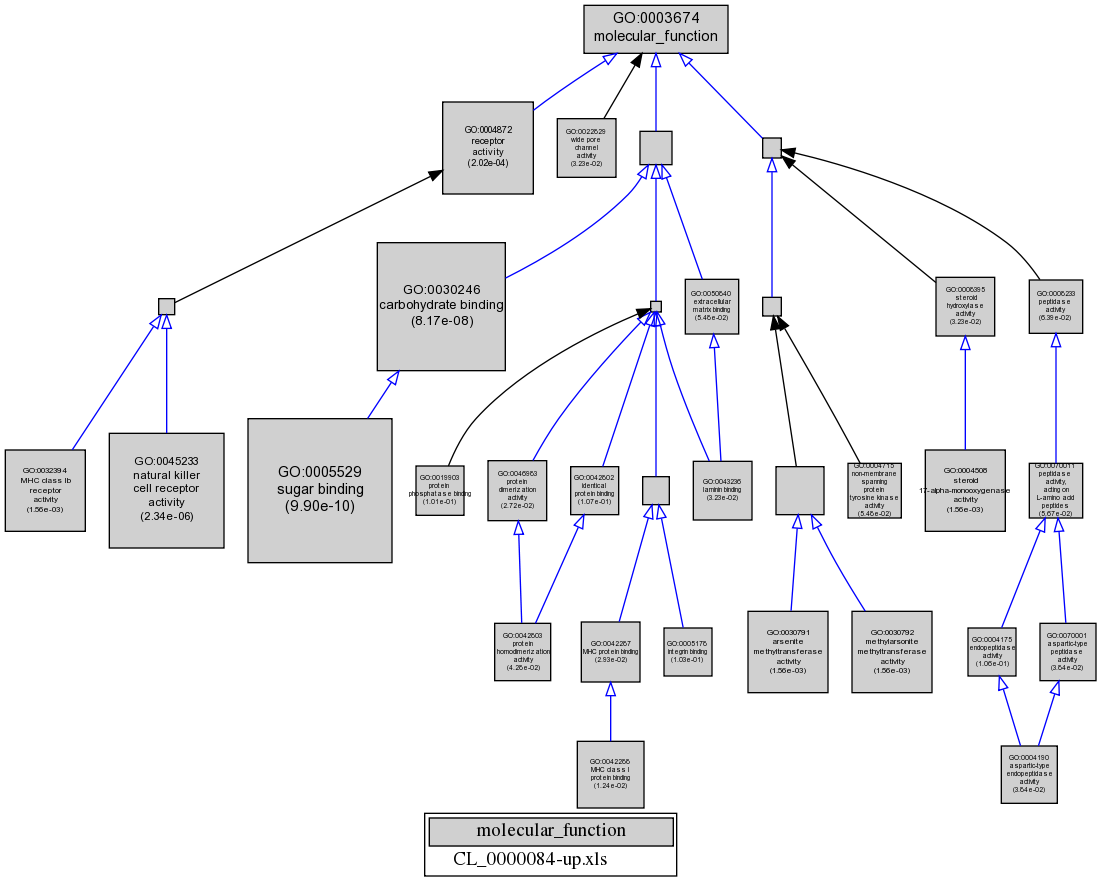 GO:0003674
molecular_function
GO:0004872
receptor
activity
(2.02e-04)
GO:0022829
wide pore
channel
activity
(3.23e-02)
GO:0030246
carbohydrate binding
(8.17e-08)
GO:0050840
extracellular
matrix binding
(5.46e-02)
GO:0008395
steroid
hydroxylase
activity
(3.23e-02)
GO:0008233
peptidase
activity
(6.39e-02)
GO:0032394
MHC class Ib
receptor
activity
(1.56e-03)
GO:0045233
natural killer
cell receptor
activity
(2.34e-06)
GO:0005529
sugar binding
(9.90e-10)
GO:0019903
protein
phosphatase binding
(1.01e-01)
GO:0046983
protein
dimerization
activity
(2.72e-02)
GO:0042802
identical
protein binding
(1.07e-01)
GO:0043236
laminin binding
(3.23e-02)
GO:0004715
non-membrane
spanning
protein
tyrosine kinase
activity
(5.46e-02)
GO:0004508
steroid
17-alpha-monooxygenase
activity
(1.56e-03)
GO:0070011
peptidase
activity,
acting on
L-amino acid
peptides
(5.67e-02)
GO:0042803
protein
homodimerization
activity
(4.26e-02)
GO:0042287
MHC protein binding
(2.93e-02)
GO:0005178
integrin binding
(1.03e-01)
GO:0030791
arsenite
methyltransferase
activity
(1.56e-03)
GO:0030792
methylarsonite
methyltransferase
activity
(1.56e-03)
GO:0004175
endopeptidase
activity
(1.06e-01)
GO:0070001
aspartic-type
peptidase
activity
(3.64e-02)
GO:0042288
MHC class I
protein binding
(1.24e-02)
GO:0004190
aspartic-type
endopeptidase
activity
(3.64e-02)
molecular_function
CL_0000084-up.xls